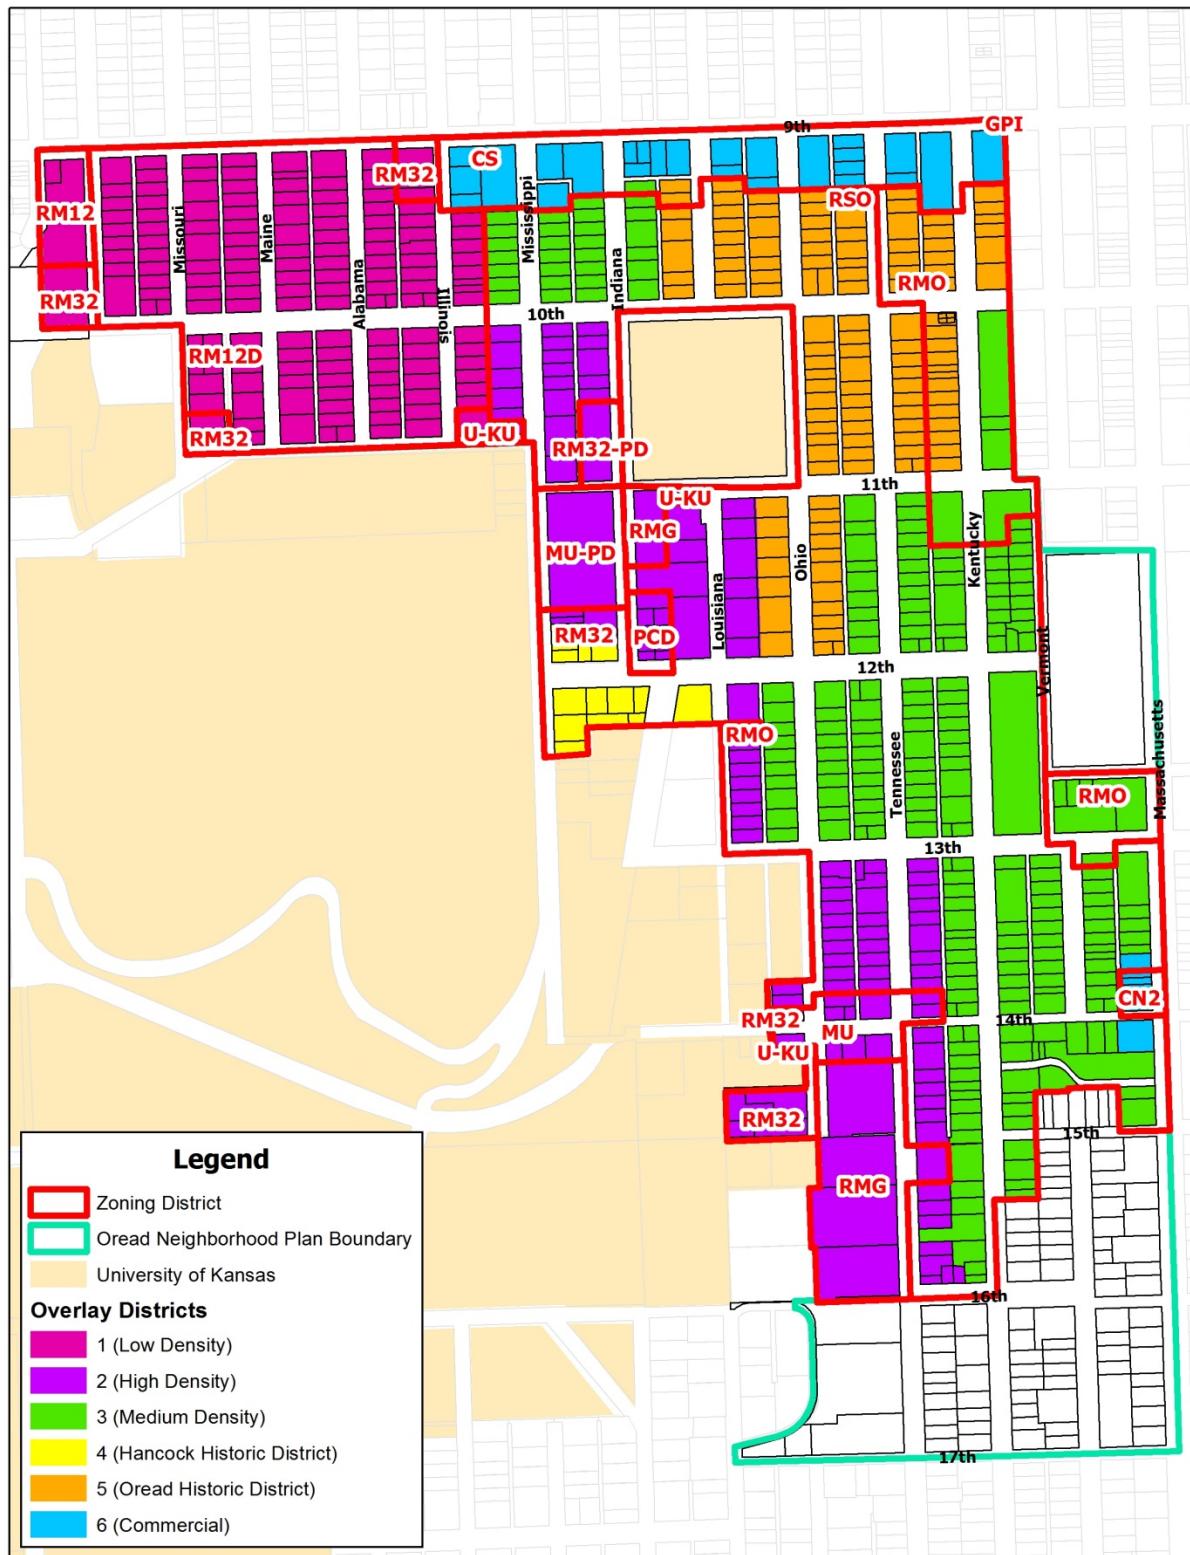 9th
GPI
CS
RM32
RM12
RSO
Missouri
Maine
Mississippi
Indiana
Alabama
Illinois
RM32
RMO
10th
RM12D
RM32
U-KU
RM32-PD
11th
U-KU
RMG
MU-PD
Kentucky
Ohio
Louisiana
RM32
PCD
12th
Vermont
RMO
Tennessee
Massachusetts
RMO
13th
CN2
RM32
MU
14th
U-KU
RM32
15th
RMG
16th
17th
Legend
Zoning District
Oread Neighborhood Plan Boundary
University of Kansas
Overlay Districts
1 (Low Density)
2 (High Density)
3 (Medium Density)
4 (Hancock Historic District)
5 (Oread Historic District)
6 (Commercial)